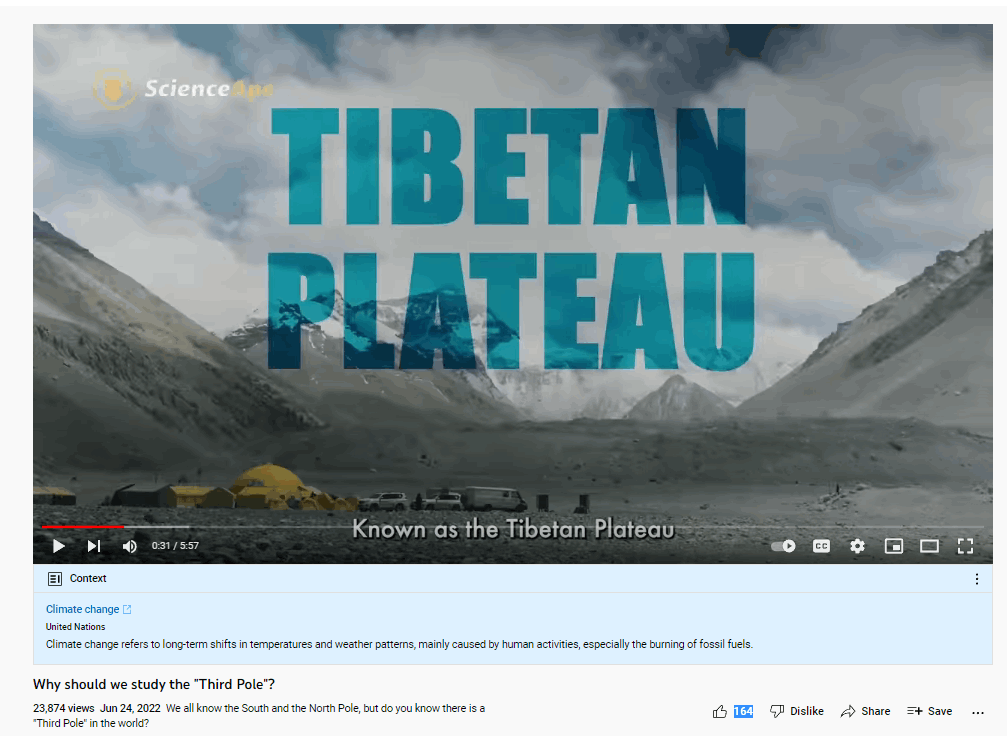 ScienceApe
TIBETAN
PLATEAU
Known as the Tibetan Plateau
0:31 / 5:57
CC
Context
Climate change
United Nations
Climate change refers to long-term shifts in temperatures and weather patterns, mainly caused by human activities, especially the burning of fossil fuels.
Why should we study the "Third Pole"?
23,874 views Jun 24, 2022 We all know the South and the North Pole, but do you know there is a
"Third Pole" in the world?
164 Dislike Share Save ...